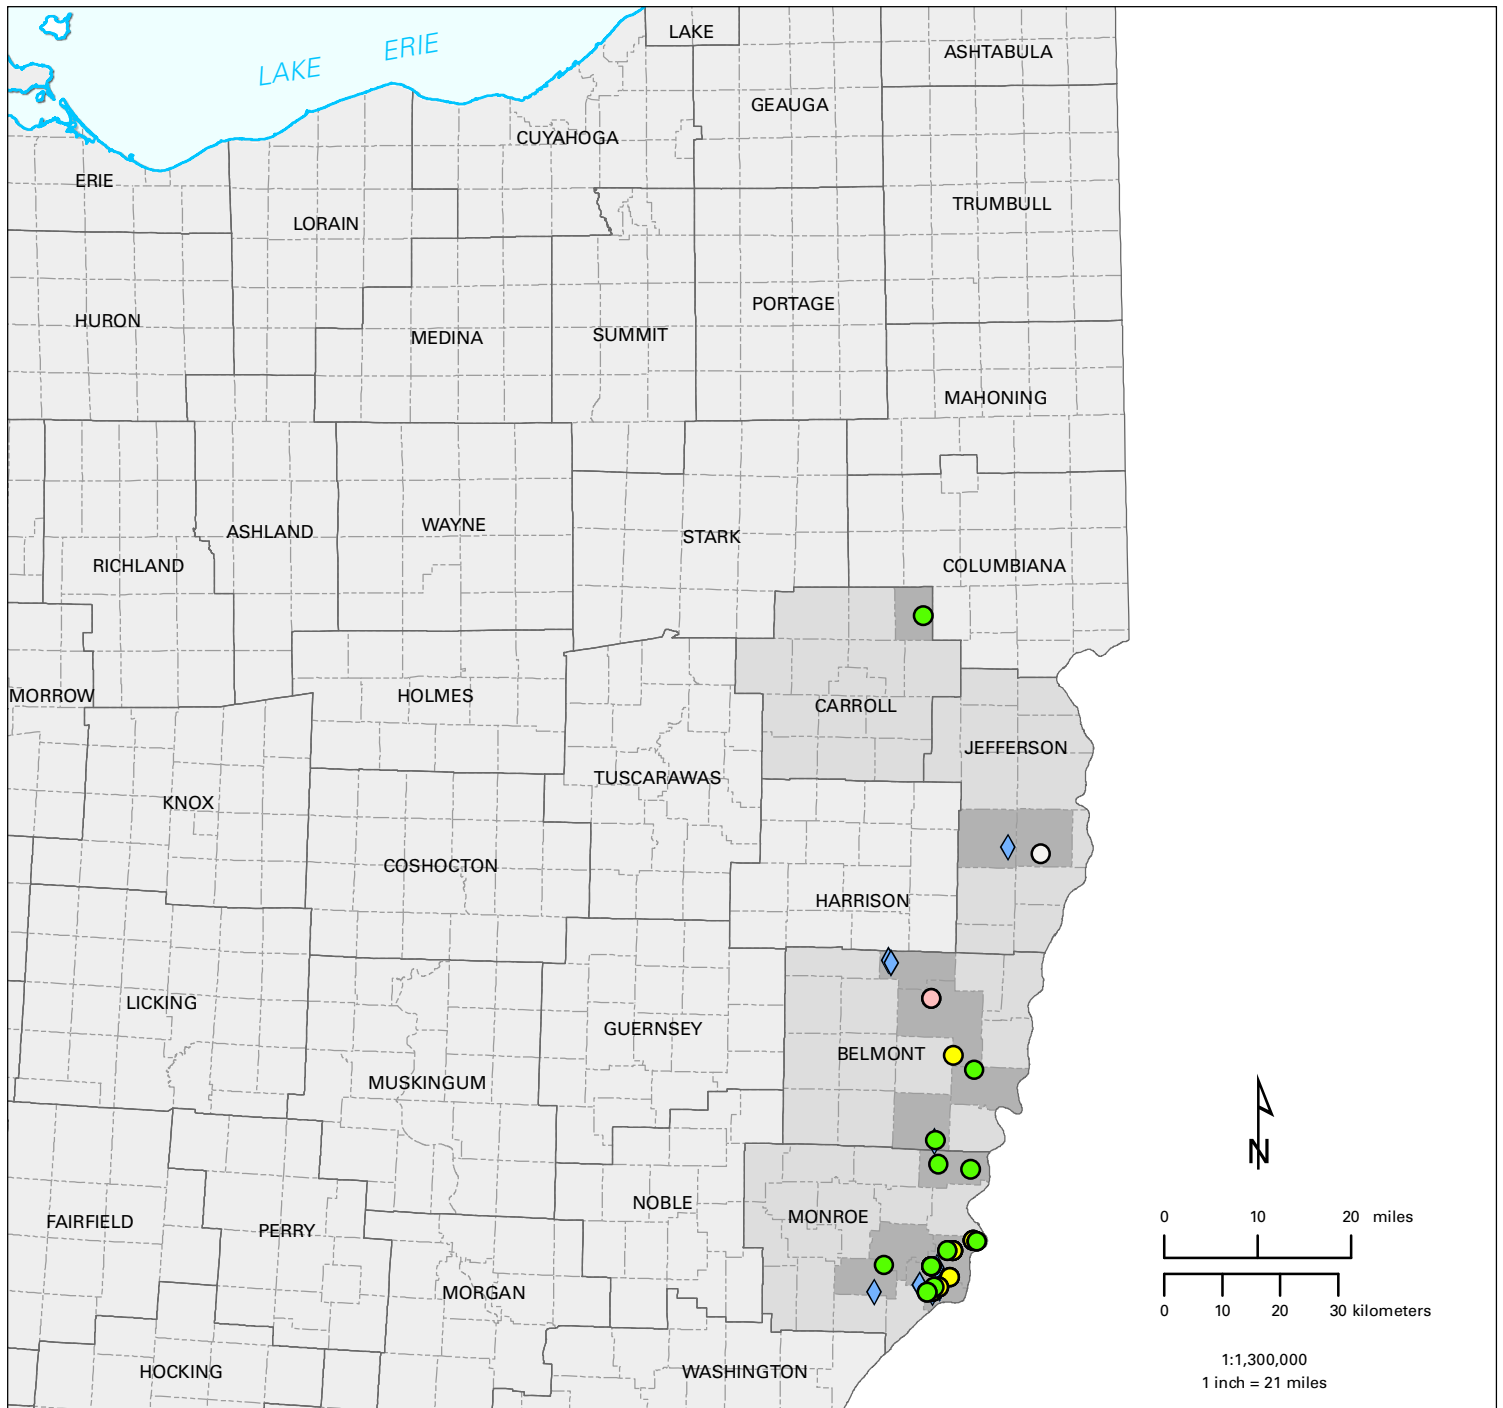 LAKE
ASHTABULA
LAKE ERIE
GEAUGA
CUYAHOGA
ERIE
TRUMBULL
LORAIN
PORTAGE
HURON
SUMMIT
MEDINA
MAHONING
WAYNE
ASHLAND
STARK
RICHLAND
COLUMBIANA
MORROW
HOLMES
CARROLL
JEFFERSON
TUSCARAWAS
KNOX
COSHOCTON
HARRISON
LICKING
GUERNSEY
BELMONT
MUSKINGUM
N
NOBLE
MONROE
0 10 20 miles
FAIRFIELD
PERRY
MORGAN
0 10 20 30 kilometers
1:1,300,000
HOCKING
WASHINGTON
1 inch = 21 miles